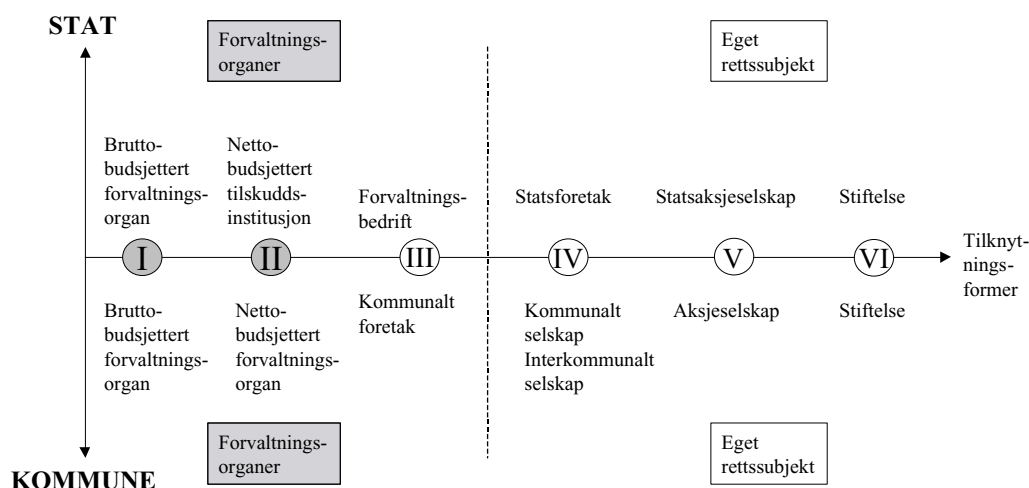 STAT
Forvaltnings-
organer
Eget
rettssubjekt
Brutto-
budsjettert
forvaltnings-
organ
Netto-
budsjettert
tilskudds-
institusjon
Forvaltnings-
bedrift
Statsforetak
Statsaksjeselskap
Stiftelse
I
II
III
IV
V
VI
Tilknyt-
nings-
former
Brutto-
budsjettert
forvaltnings-
organ
Netto-
budsjettert
forvaltnings-
organ
Kommunalt
foretak
Kommunalt
selskap
Interkommunalt
selskap
Aksjeselskap
Stiftelse
Forvaltnings-
organer
Eget
rettssubjekt
KOMMUNE